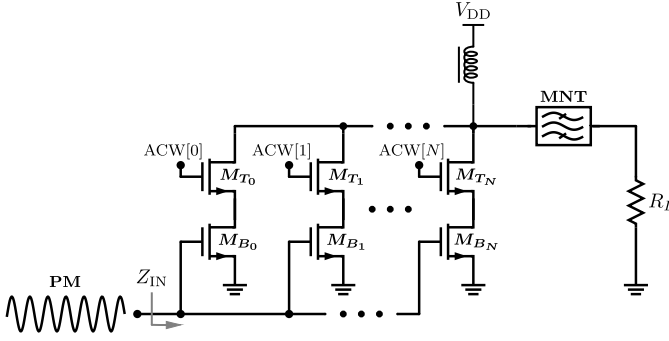 V_DD
MNT
ACW[0]
ACW[1]
ACW[N]
M_T0
M_T1
M_TN
R_L
M_B0
M_B1
M_BN
PM
Z_IN